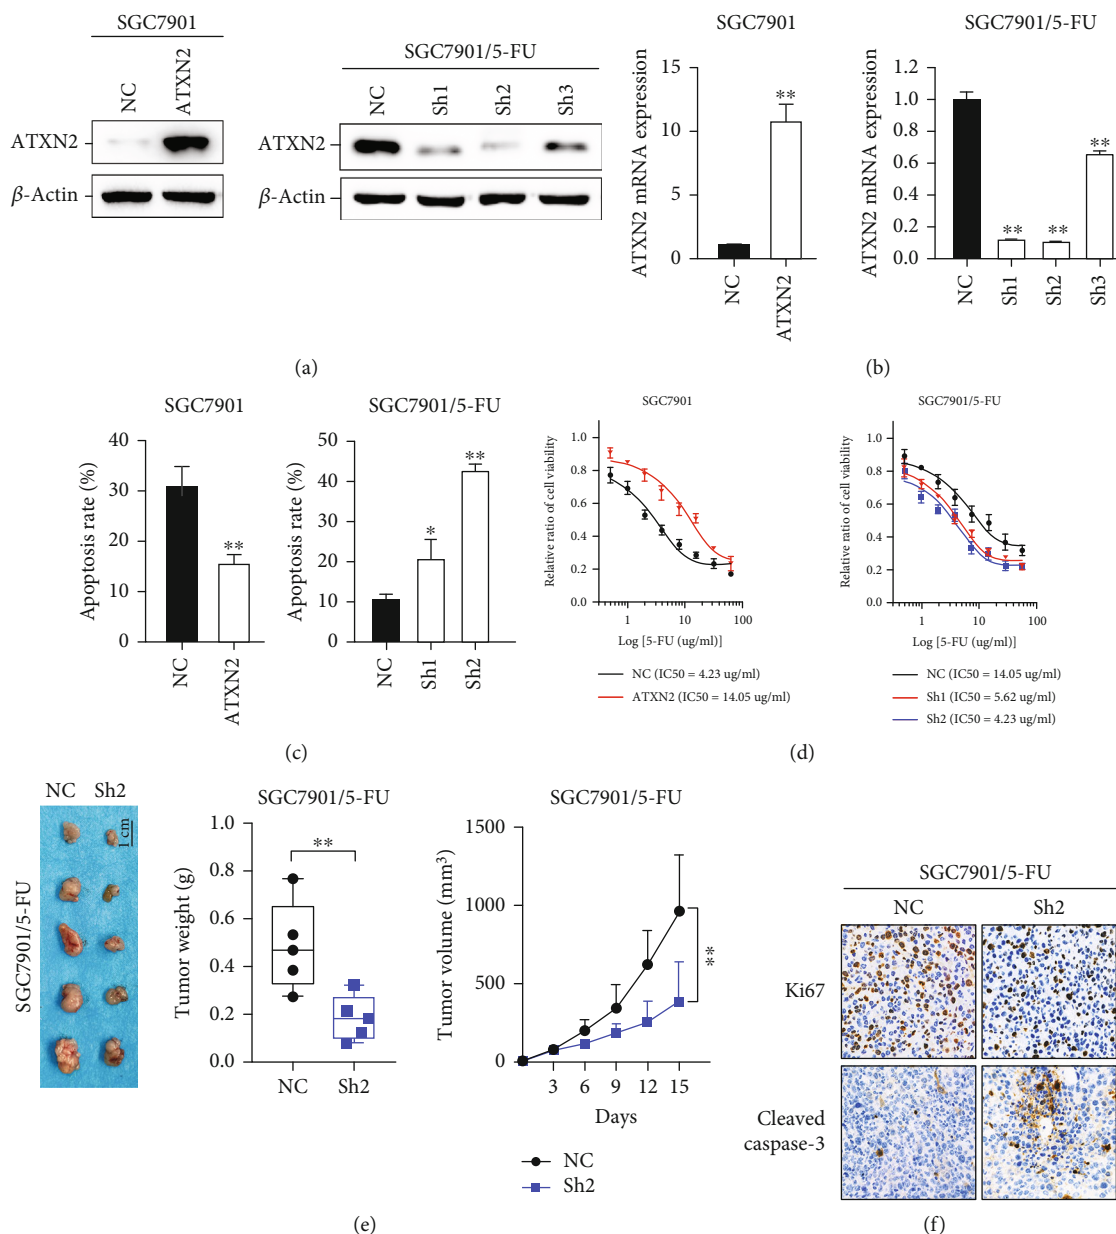 SGC7901
NC
ATXN2
ATXN2
β-Actin
SGC7901/5-FU
NC
Sh1
Sh2
Sh3
ATXN2
β-Actin
(a)
SGC7901
ATXN2 mRNA expression
15
10
5
0
**
NC
ATXN2
SGC7901/5-FU
ATXN2 mRNA expression
1.2
1.0
0.8
0.6
0.4
0.2
0.0
** ** **
NC
Sh1
Sh2
Sh3
(b)
SGC7901
Apoptosis rate (%)
40
30
20
10
0
**
NC
ATXN2
SGC7901/5-FU
Apoptosis rate (%)
50
40
30
20
10
0
* **
NC
Sh1
Sh2
(c)
SGC7901
Relative ratio of cell viability
1.0
0.8
0.6
0.4
0.2
0.0
1 10 100
Log [5-FU (ug/ml)]
NC (IC50 = 4.23 ug/ml)
ATXN2 (IC50 = 14.05 ug/ml)
SGC7901/5-FU
Relative ratio of cell viability
1.0
0.8
0.6
0.4
0.2
0.0
1 10 100
Log [5-FU (ug/ml)]
NC (IC50 = 14.05 ug/ml)
Sh1 (IC50 = 5.62 ug/ml)
Sh2 (IC50 = 4.23 ug/ml)
(d)
NC Sh2
1 cm
SGC7901/5-FU
SGC7901/5-FU
Tumor weight (g)
1.0
0.8
0.6
0.4
0.2
0.0
**
NC Sh2
SGC7901/5-FU
Tumor volume (mm³)
1500
1000
500
0
**
3 6 9 12 15
Days
NC
Sh2
(e)
SGC7901/5-FU
NC Sh2
Ki67
Cleaved
caspase-3
(f)